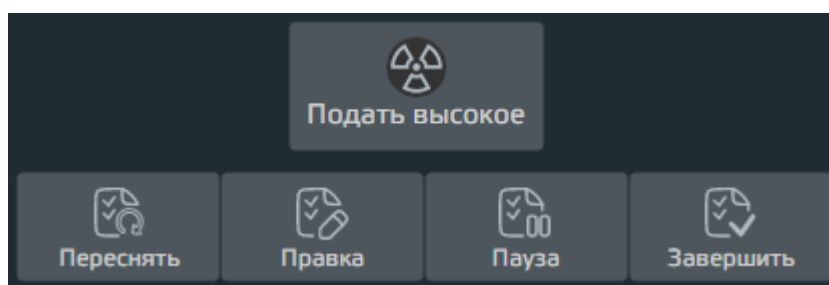 Подать высокое
Переснять
Правка
Пауза
Завершить